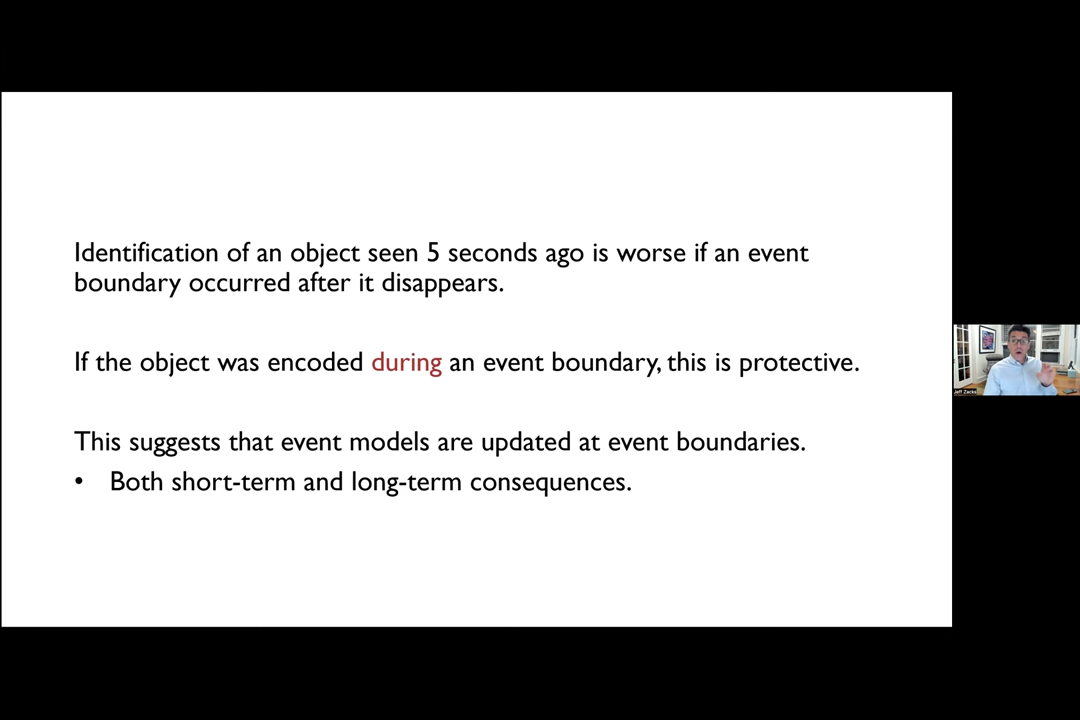 Identification of an object seen 5 seconds ago is worse if an event
boundary occurred after it disappears.
If the object was encoded during an event boundary, this is protective.
This suggests that event models are updated at event boundaries.
• Both short-term and long-term consequences.
Jeff Zacks